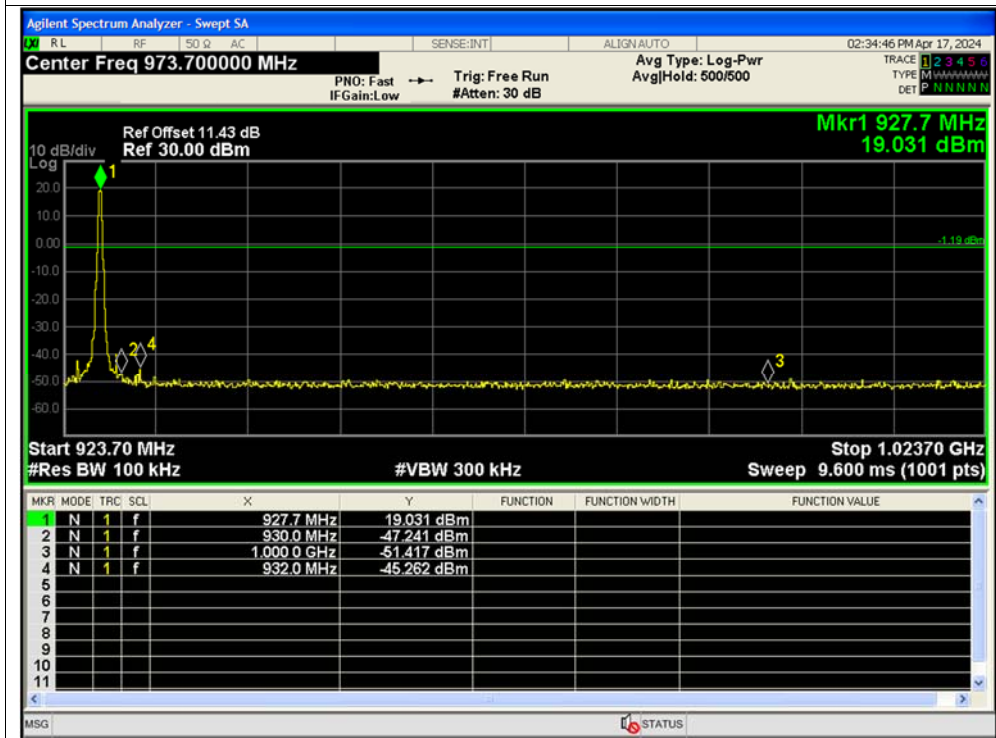 Agilent Spectrum Analyzer - Swept SA
LXI RL RF 50 Ω AC SENSE:INT ALIGN AUTO 02:34:46 PM Apr 17, 2024
Center Freq 973.700000 MHz
PNO: Fast
IFGain:Low
Trig: Free Run
#Atten: 30 dB
Avg Type: Log-Pwr
Avg|Hold: 500/500
TRACE 1 2 3 4 5 6
TYPE M WWWWW
DET P N N N N N
Mkr1 927.7 MHz
19.031 dBm
Ref Offset 11.43 dB
10 dB/div Ref 30.00 dBm
Log
1
20.0
10.0
0.00
-1.19 dBm
-10.0
-20.0
-30.0
-40.0
2 4 3
-50.0
-60.0
Start 923.70 MHz Stop 1.02370 GHz
#Res BW 100 kHz #VBW 300 kHz Sweep 9.600 ms (1001 pts)
MKR MODE TRC SCL X Y FUNCTION FUNCTION WIDTH FUNCTION VALUE
1 N 1 f 927.7 MHz 19.031 dBm
2 N 1 f 930.0 MHz -47.241 dBm
3 N 1 f 1.000 0 GHz -51.417 dBm
4 N 1 f 932.0 MHz -45.262 dBm
5
6
7
8
9
10
11
MSG STATUS